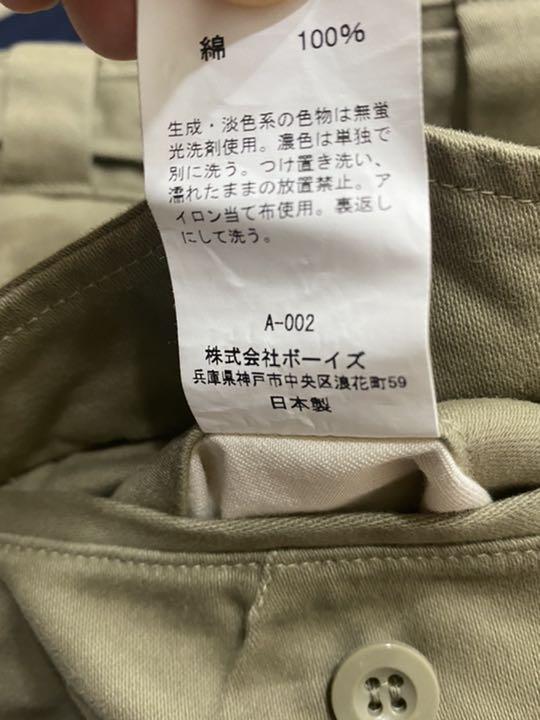 綿 100%
生成・淡色系の色物は無蛍
光洗剤使用。濃色は単独で
別に洗う。つけ置き洗い、
濡れたままの放置禁止。ア
イロン当て布使用。裏返し
にして洗う。
A-002
株式会社ボーイズ
兵庫県神戸市中央区浪花町59
日本製